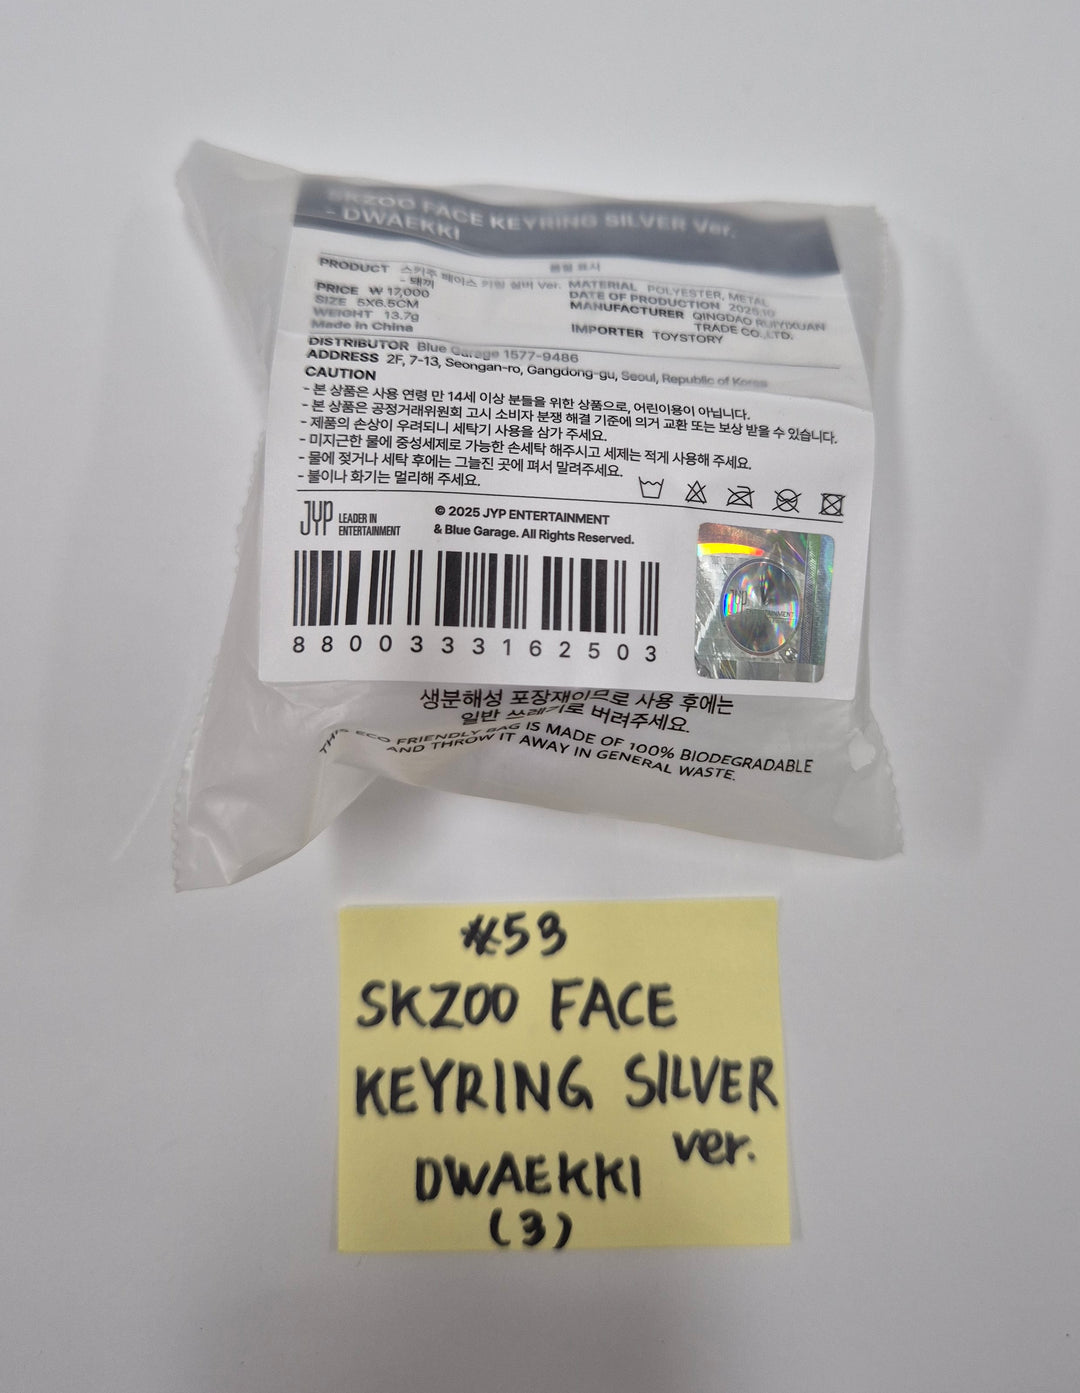 SKZOO FACE KEYRING SILVER Ver.
- DWAEKKI
품질 표시
PRODUCT 스키주 페이스 키링 실버 Ver.
- 돼끼
PRICE ₩ 17,000
SIZE 5X6.5CM
WEIGHT 13.7g
Made in China
MATERIAL POLYESTER, METAL
DATE OF PRODUCTION 2025.10
MANUFACTURER QINGDAO RUIYIXUAN
TRADE CO.,LTD.
IMPORTER TOYSTORY
DISTRIBUTOR Blue Garage 1577-9486
ADDRESS 2F, 7-13, Seongan-ro, Gangdong-gu, Seoul, Republic of Korea
CAUTION
- 본 상품은 사용 연령 만 14세 이상 분들을 위한 상품으로, 어린이용이 아닙니다.
- 본 상품은 공정거래위원회 고시 소비자 분쟁 해결 기준에 의거 교환 또는 보상 받을 수 있습니다.
- 제품의 손상이 우려되니 세탁기 사용을 삼가 주세요.
- 미지근한 물에 중성세제로 가능한 손세탁 해주시고 세제는 적게 사용해 주세요.
- 물에 젖거나 세탁 후에는 그늘진 곳에 펴서 말려주세요.
- 불이나 화기는 멀리해 주세요.
JYP LEADER IN
ENTERTAINMENT
© 2025 JYP ENTERTAINMENT
& Blue Garage. All Rights Reserved.
JYP
8800333162503
생분해성 포장재이므로 사용 후에는
일반 쓰레기로 버려주세요.
THIS ECO FRIENDLY BAG IS MADE OF 100% BIODEGRADABLE
AND THROW IT AWAY IN GENERAL WASTE.
#53
SKZOO FACE
KEYRING SILVER
ver.
DWAEKKI
(3)